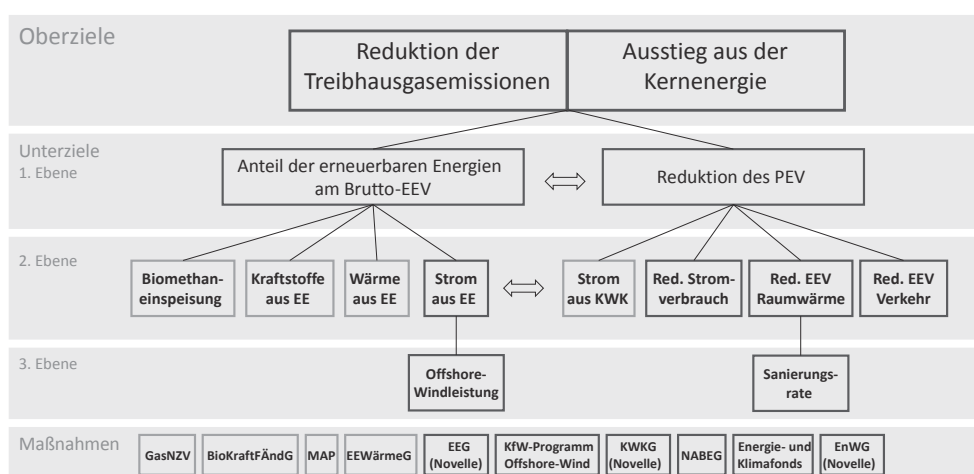 Oberziele
Reduktion der
Treibhausgasemissionen
Ausstieg aus der
Kernenergie
Unterziele
1. Ebene
Anteil der erneuerbaren Energien
am Brutto-EEV
Reduktion des PEV
2. Ebene
Biomethan-
einspeisung
Kraftstoffe
aus EE
Wärme
aus EE
Strom
aus EE
Strom
aus KWK
Red. Strom-
verbrauch
Red. EEV
Raumwärme
Red. EEV
Verkehr
3. Ebene
Offshore-
Windleistung
Sanierungs-
rate
Maßnahmen
GasNZV
BioKraftFÄndG
MAP
EEWärmeG
EEG
(Novelle)
KfW-Programm
Offshore-Wind
KWKG
(Novelle)
NABEG
Energie- und
Klimafonds
EnWG
(Novelle)